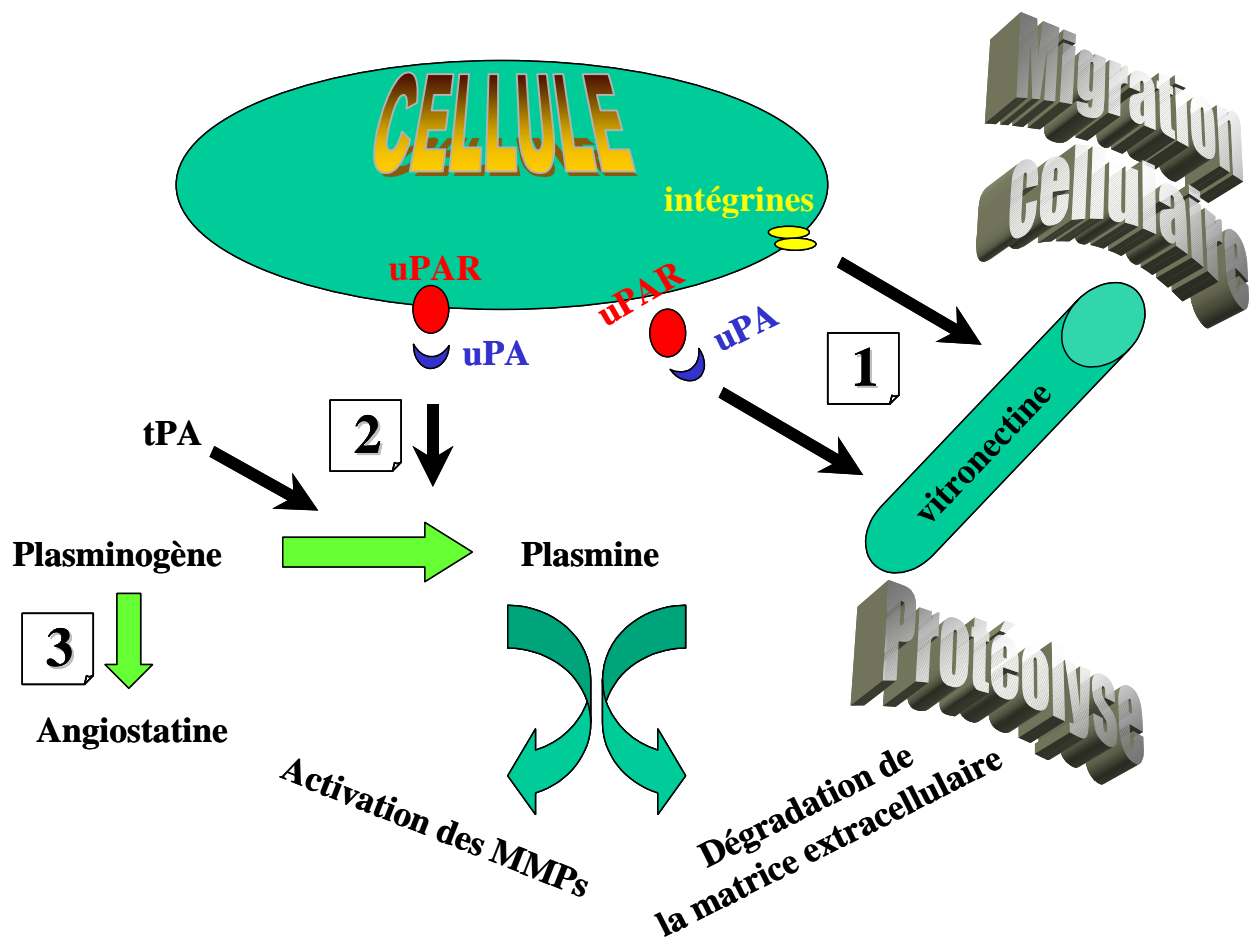 CELLULE
Migration
cellulaire
intégrines
uPAR
uPAR
uPA
uPA
1
2
tPA
vitronectine
Plasminogène
Plasmine
3
Protéolyse
Angiostatine
Activation des MMPs
Dégradation de
la matrice extracellulaire